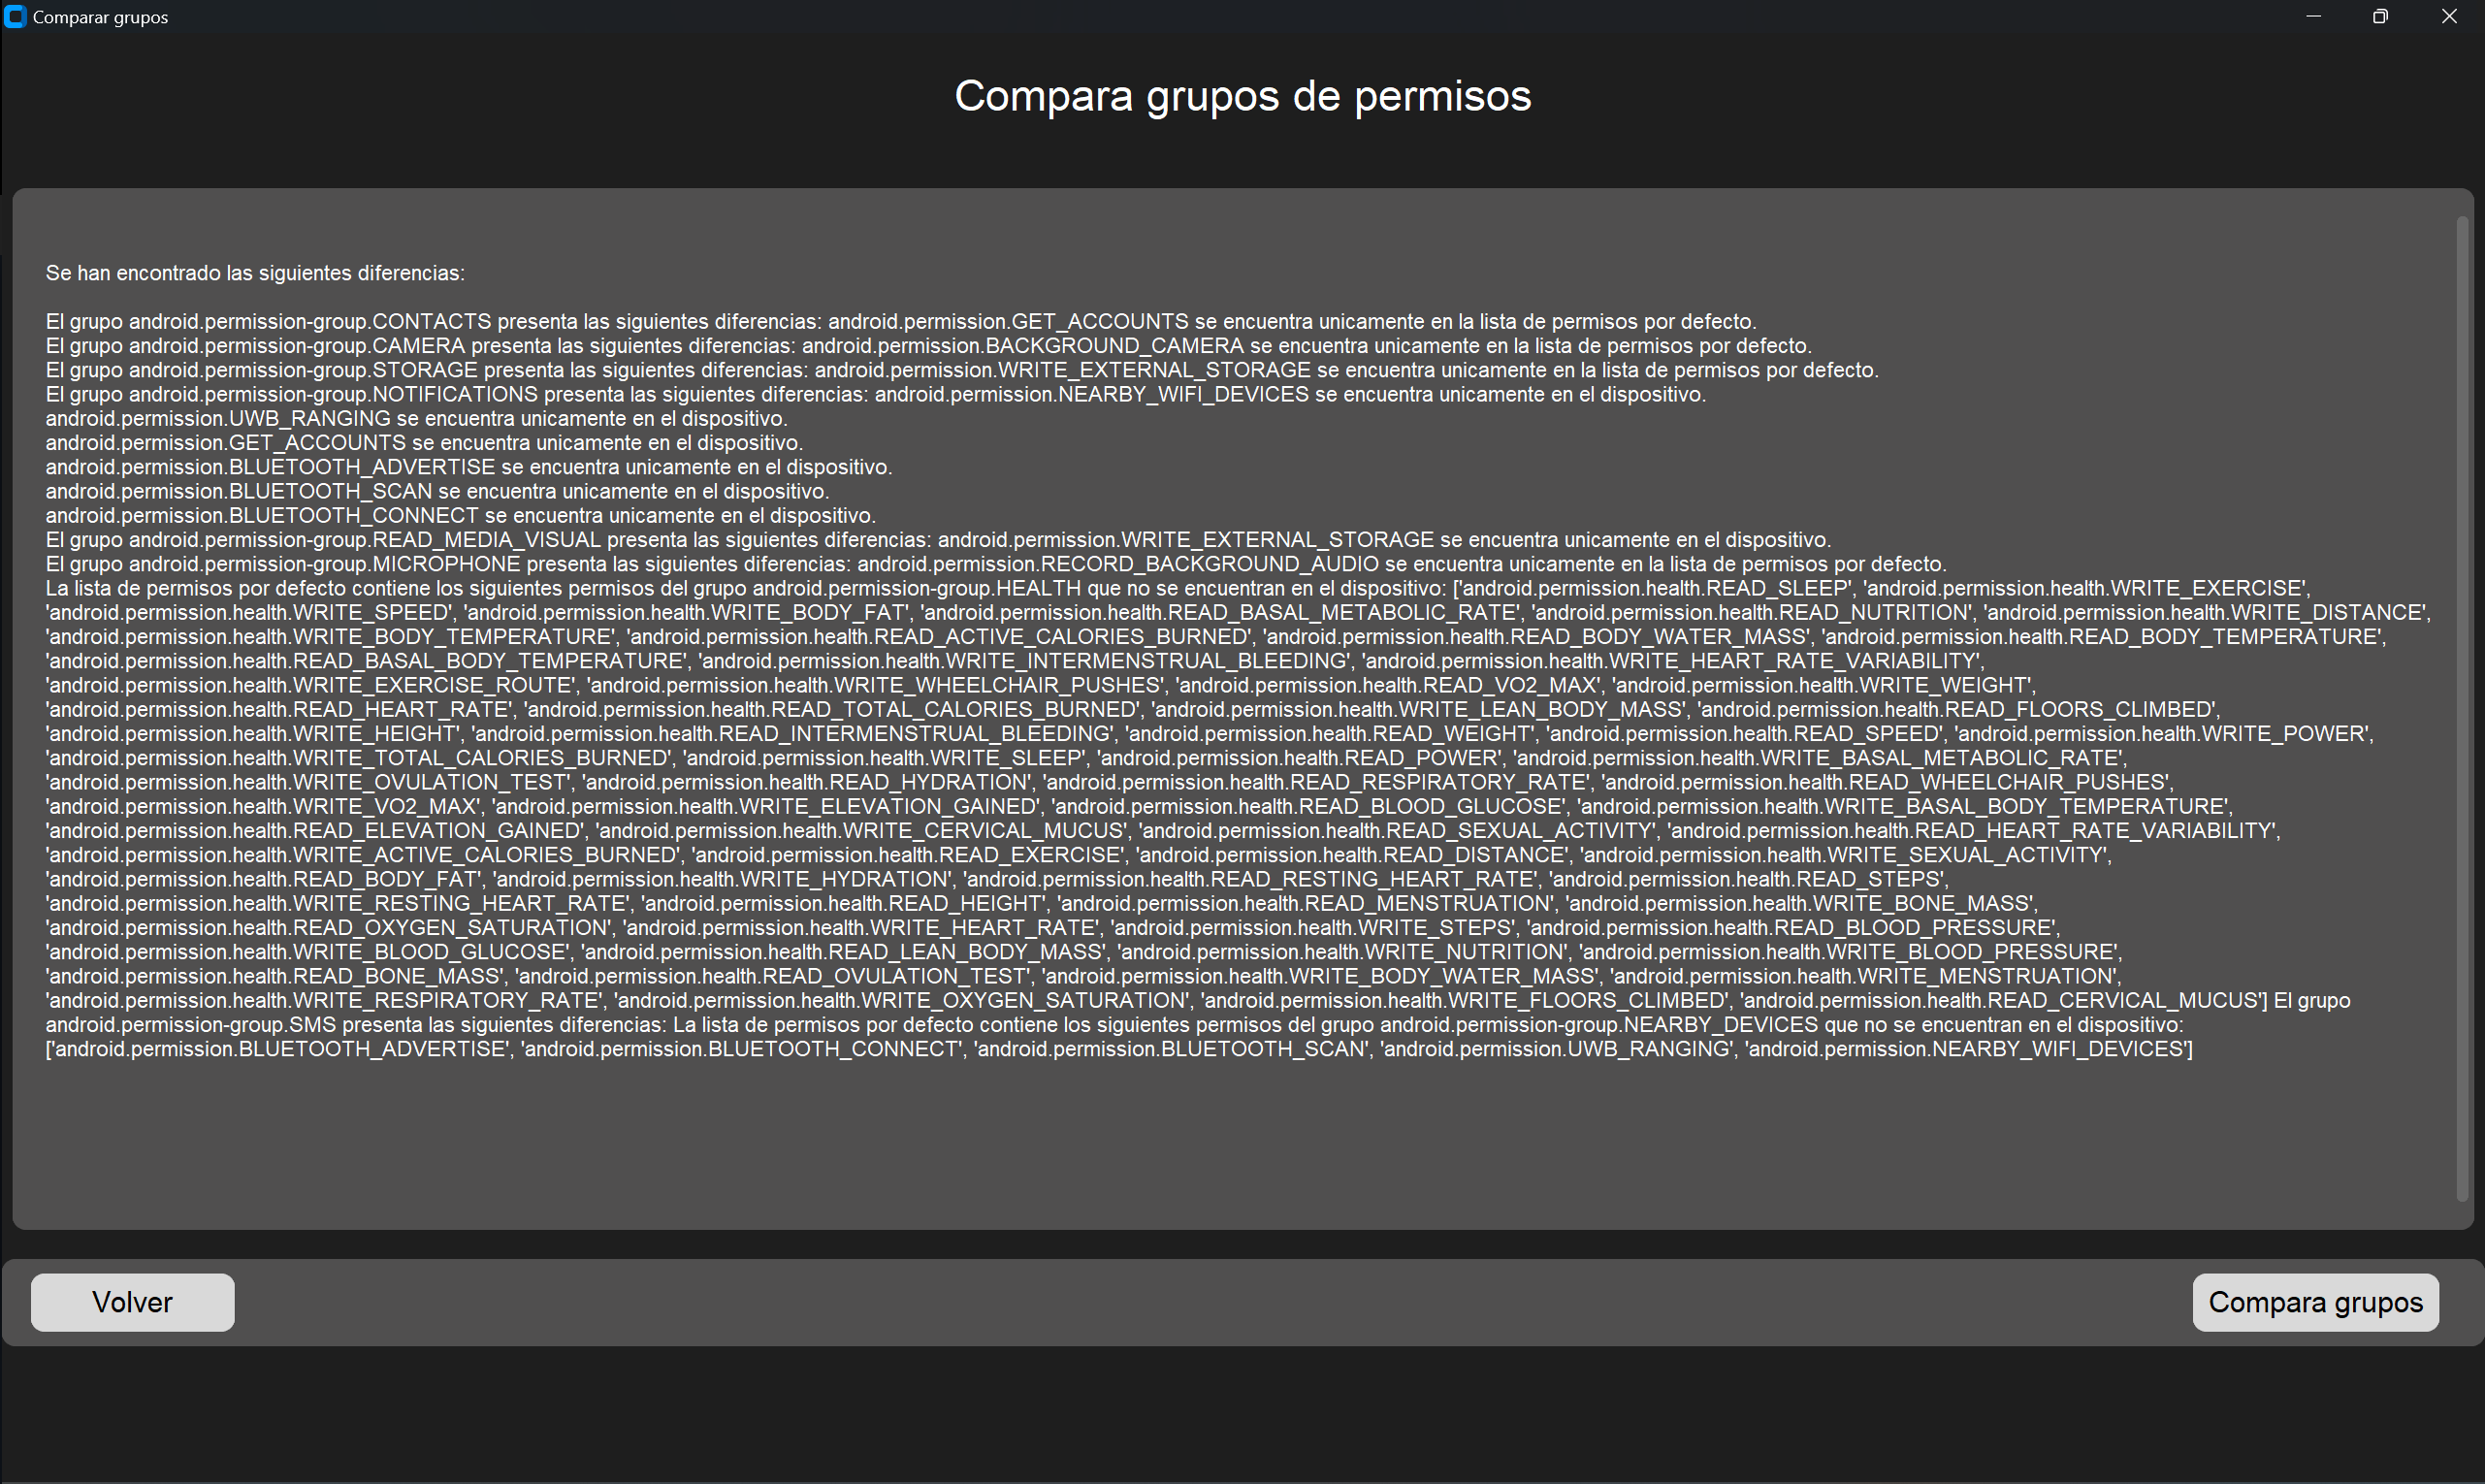 Comparar grupos
Compara grupos de permisos
Se han encontrado las siguientes diferencias:
El grupo android.permission-group.CONTACTS presenta las siguientes diferencias: android.permission.GET_ACCOUNTS se encuentra unicamente en la lista de permisos por defecto.
El grupo android.permission-group.CAMERA presenta las siguientes diferencias: android.permission.BACKGROUND_CAMERA se encuentra unicamente en la lista de permisos por defecto.
El grupo android.permission-group.STORAGE presenta las siguientes diferencias: android.permission.WRITE_EXTERNAL_STORAGE se encuentra unicamente en la lista de permisos por defecto.
El grupo android.permission-group.NOTIFICATIONS presenta las siguientes diferencias: android.permission.NEARBY_WIFI_DEVICES se encuentra unicamente en el dispositivo.
android.permission.UWB_RANGING se encuentra unicamente en el dispositivo.
android.permission.GET_ACCOUNTS se encuentra unicamente en el dispositivo.
android.permission.BLUETOOTH_ADVERTISE se encuentra unicamente en el dispositivo.
android.permission.BLUETOOTH_SCAN se encuentra unicamente en el dispositivo.
android.permission.BLUETOOTH_CONNECT se encuentra unicamente en el dispositivo.
El grupo android.permission-group.READ_MEDIA_VISUAL presenta las siguientes diferencias: android.permission.WRITE_EXTERNAL_STORAGE se encuentra unicamente en el dispositivo.
El grupo android.permission-group.MICROPHONE presenta las siguientes diferencias: android.permission.RECORD_BACKGROUND_AUDIO se encuentra unicamente en la lista de permisos por defecto.
La lista de permisos por defecto contiene los siguientes permisos del grupo android.permission-group.HEALTH que no se encuentran en el dispositivo: ['android.permission.health.READ_SLEEP', 'android.permission.health.WRITE_EXERCISE',
'android.permission.health.WRITE_SPEED', 'android.permission.health.WRITE_BODY_FAT', 'android.permission.health.READ_BASAL_METABOLIC_RATE', 'android.permission.health.READ_NUTRITION', 'android.permission.health.WRITE_DISTANCE',
'android.permission.health.WRITE_BODY_TEMPERATURE', 'android.permission.health.READ_ACTIVE_CALORIES_BURNED', 'android.permission.health.READ_BODY_WATER_MASS', 'android.permission.health.READ_BODY_TEMPERATURE',
'android.permission.health.READ_BASAL_BODY_TEMPERATURE', 'android.permission.health.WRITE_INTERMENSTRUAL_BLEEDING', 'android.permission.health.WRITE_HEART_RATE_VARIABILITY',
'android.permission.health.WRITE_EXERCISE_ROUTE', 'android.permission.health.WRITE_WHEELCHAIR_PUSHES', 'android.permission.health.READ_VO2_MAX', 'android.permission.health.WRITE_WEIGHT',
'android.permission.health.READ_HEART_RATE', 'android.permission.health.READ_TOTAL_CALORIES_BURNED', 'android.permission.health.WRITE_LEAN_BODY_MASS', 'android.permission.health.READ_FLOORS_CLIMBED',
'android.permission.health.WRITE_HEIGHT', 'android.permission.health.READ_INTERMENSTRUAL_BLEEDING', 'android.permission.health.READ_WEIGHT', 'android.permission.health.READ_SPEED', 'android.permission.health.WRITE_POWER',
'android.permission.health.WRITE_TOTAL_CALORIES_BURNED', 'android.permission.health.WRITE_SLEEP', 'android.permission.health.READ_POWER', 'android.permission.health.WRITE_BASAL_METABOLIC_RATE',
'android.permission.health.WRITE_OVULATION_TEST', 'android.permission.health.READ_HYDRATION', 'android.permission.health.READ_RESPIRATORY_RATE', 'android.permission.health.READ_WHEELCHAIR_PUSHES',
'android.permission.health.WRITE_VO2_MAX', 'android.permission.health.WRITE_ELEVATION_GAINED', 'android.permission.health.READ_BLOOD_GLUCOSE', 'android.permission.health.WRITE_BASAL_BODY_TEMPERATURE',
'android.permission.health.READ_ELEVATION_GAINED', 'android.permission.health.WRITE_CERVICAL_MUCUS', 'android.permission.health.READ_SEXUAL_ACTIVITY', 'android.permission.health.READ_HEART_RATE_VARIABILITY',
'android.permission.health.WRITE_ACTIVE_CALORIES_BURNED', 'android.permission.health.READ_EXERCISE', 'android.permission.health.READ_DISTANCE', 'android.permission.health.WRITE_SEXUAL_ACTIVITY',
'android.permission.health.READ_BODY_FAT', 'android.permission.health.WRITE_HYDRATION', 'android.permission.health.READ_RESTING_HEART_RATE', 'android.permission.health.READ_STEPS',
'android.permission.health.WRITE_RESTING_HEART_RATE', 'android.permission.health.READ_HEIGHT', 'android.permission.health.READ_MENSTRUATION', 'android.permission.health.WRITE_BONE_MASS',
'android.permission.health.READ_OXYGEN_SATURATION', 'android.permission.health.WRITE_HEART_RATE', 'android.permission.health.WRITE_STEPS', 'android.permission.health.READ_BLOOD_PRESSURE',
'android.permission.health.WRITE_BLOOD_GLUCOSE', 'android.permission.health.READ_LEAN_BODY_MASS', 'android.permission.health.WRITE_NUTRITION', 'android.permission.health.WRITE_BLOOD_PRESSURE',
'android.permission.health.READ_BONE_MASS', 'android.permission.health.READ_OVULATION_TEST', 'android.permission.health.WRITE_BODY_WATER_MASS', 'android.permission.health.WRITE_MENSTRUATION',
'android.permission.health.WRITE_RESPIRATORY_RATE', 'android.permission.health.WRITE_OXYGEN_SATURATION', 'android.permission.health.WRITE_FLOORS_CLIMBED', 'android.permission.health.READ_CERVICAL_MUCUS'] El grupo
android.permission-group.SMS presenta las siguientes diferencias: La lista de permisos por defecto contiene los siguientes permisos del grupo android.permission-group.NEARBY_DEVICES que no se encuentran en el dispositivo:
['android.permission.BLUETOOTH_ADVERTISE', 'android.permission.BLUETOOTH_CONNECT', 'android.permission.BLUETOOTH_SCAN', 'android.permission.UWB_RANGING', 'android.permission.NEARBY_WIFI_DEVICES']
Volver
Compara grupos